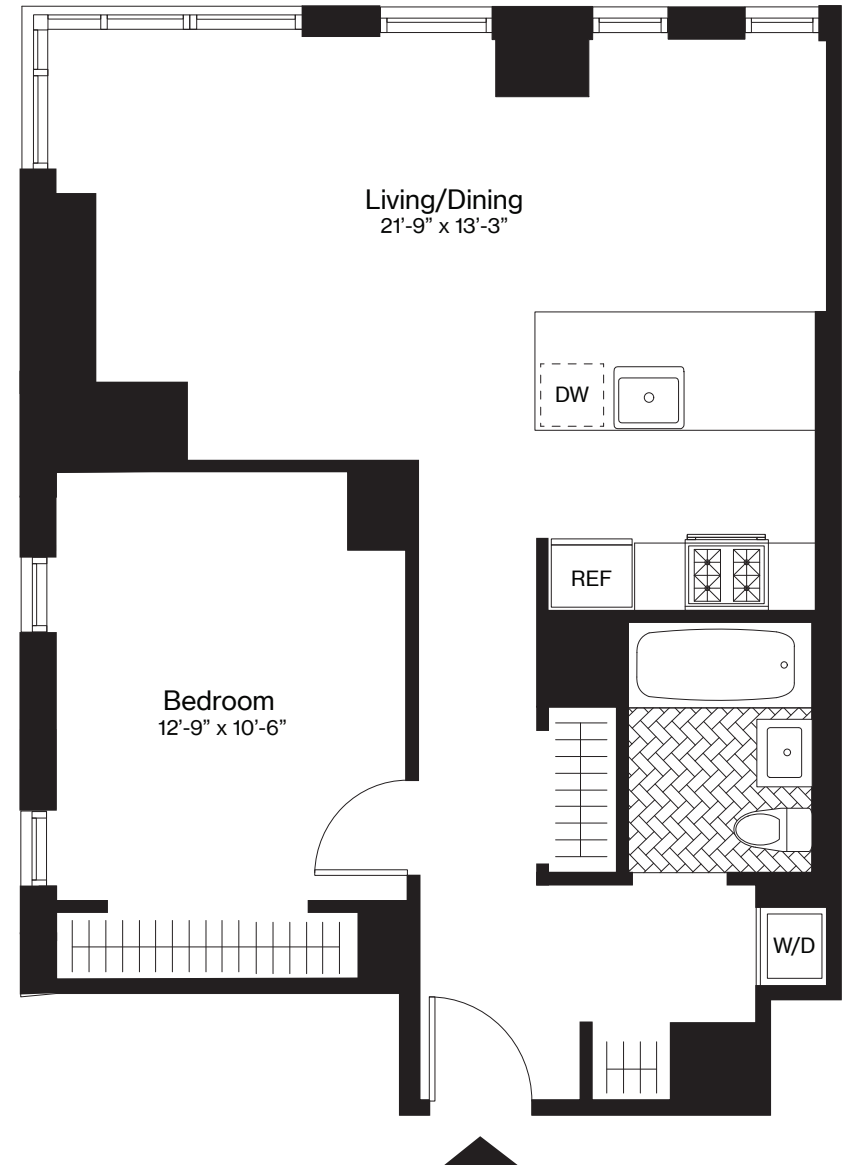 Living/Dining
21’-9” x 13’-3”
DW
REF
Bedroom
12’-9” x 10’-6”
W/D